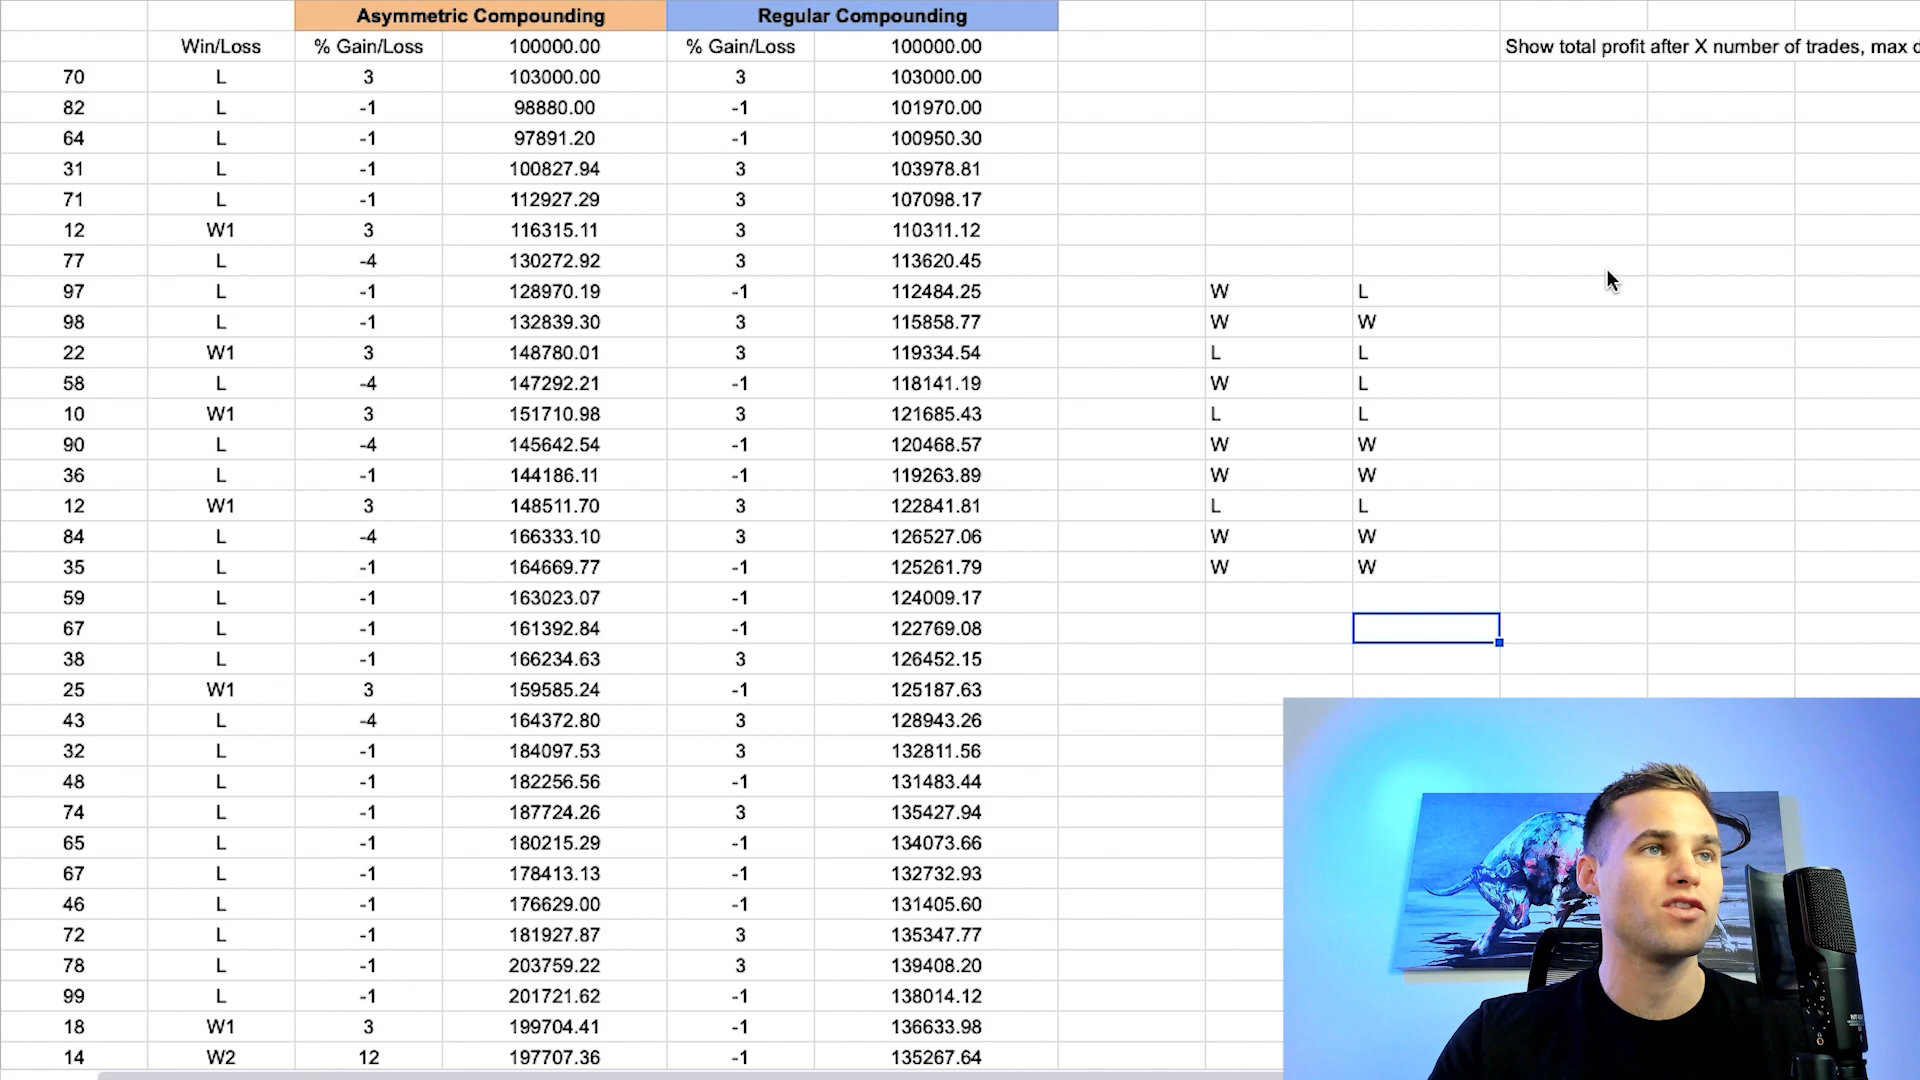 Asymmetric Compounding Regular Compounding
Win/Loss % Gain/Loss 100000.00 % Gain/Loss 100000.00 Show total profit after X number of trades, max d
70 L 3 103000.00 3 103000.00
82 L -1 98880.00 -1 101970.00
64 L -1 97891.20 -1 100950.30
31 L -1 100827.94 3 103978.81
71 L -1 112927.29 3 107098.17
12 W1 3 116315.11 3 110311.12
77 L -4 130272.92 3 113620.45
97 L -1 128970.19 -1 112484.25 W L
98 L -1 132839.30 3 115858.77 W W
22 W1 3 148780.01 3 119334.54 L L
58 L -4 147292.21 -1 118141.19 W L
10 W1 3 151710.98 3 121685.43 L L
90 L -4 145642.54 -1 120468.57 W W
36 L -1 144186.11 -1 119263.89 W W
12 W1 3 148511.70 3 122841.81 L L
84 L -4 166333.10 3 126527.06 W W
35 L -1 164669.77 -1 125261.79 W W
59 L -1 163023.07 -1 124009.17
67 L -1 161392.84 -1 122769.08
38 L -1 166234.63 3 126452.15
25 W1 3 159585.24 -1 125187.63
43 L -4 164372.80 3 128943.26
32 L -1 184097.53 3 132811.56
48 L -1 182256.56 -1 131483.44
74 L -1 187724.26 3 135427.94
65 L -1 180215.29 -1 134073.66
67 L -1 178413.13 -1 132732.93
46 L -1 176629.00 -1 131405.60
72 L -1 181927.87 3 135347.77
78 L -1 203759.22 3 139408.20
99 L -1 201721.62 -1 138014.12
18 W1 3 199704.41 -1 136633.98
14 W2 12 197707.36 -1 135267.64